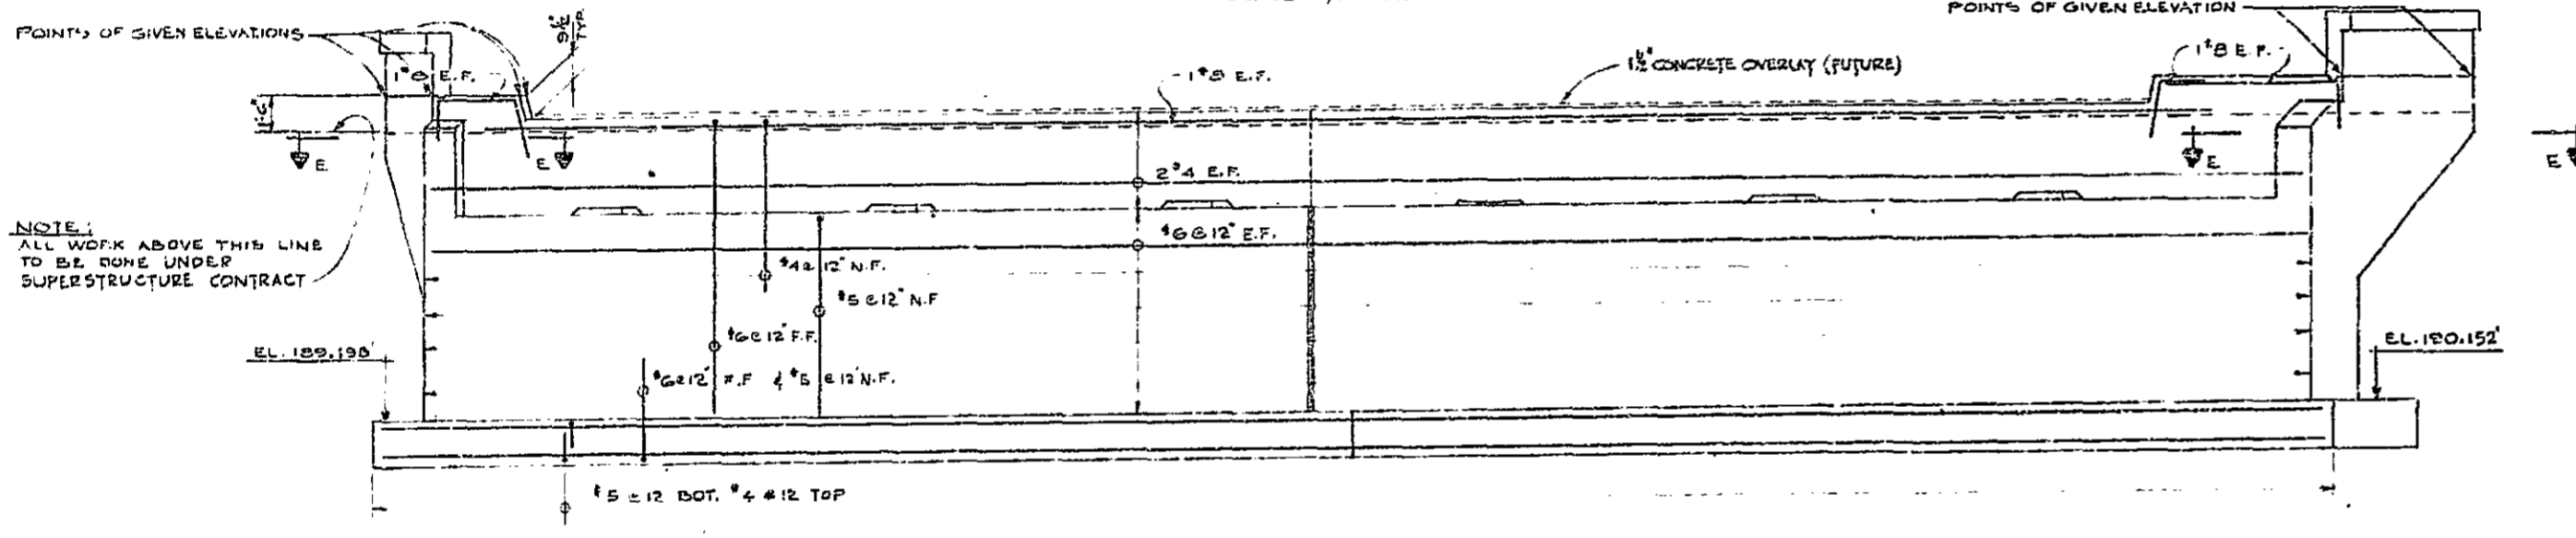 POINTS OF GIVEN ELEVATIONS
POINTS OF GIVEN ELEVATION
TYP.
1#8 E.F.
1#8 E.F.
1#8 E.F.
1½" CONCRETE OVERLAY (FUTURE)
E
E
E
E
2#4 E.F.
#6@12" E.F.
NOTE:
ALL WORK ABOVE THIS LINE
TO BE DONE UNDER
SUPERSTRUCTURE CONTRACT
#4@12" N.F.
#5@12" N.F
#6@12" F.F.
#6@12" F.F & #5 @12" N.F.
EL. 189.198'
EL. 190.152'
#5 @12 BOT. #4 @12 TOP